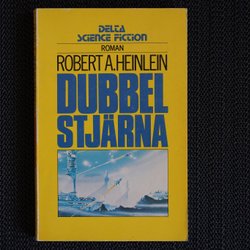 DELTA
SCIENCE FICTION
ROMAN
ROBERT A. HEINLEIN
DUBBEL
STJÄRNA